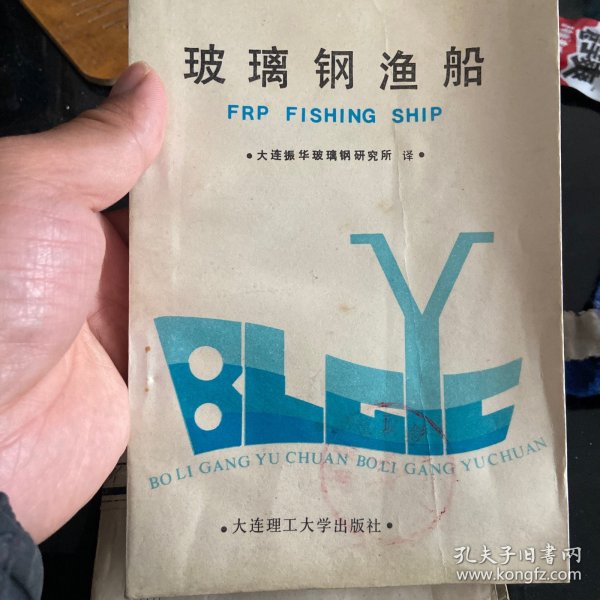 玻璃钢渔船
FRP FISHING SHIP
•大连振华玻璃钢研究所 译•
BLGYC
BO LI GANG YU CHUAN BO LI GANG YU CHUAN
•大连理工大学出版社•
孔夫子旧书网
www.kongfz.com